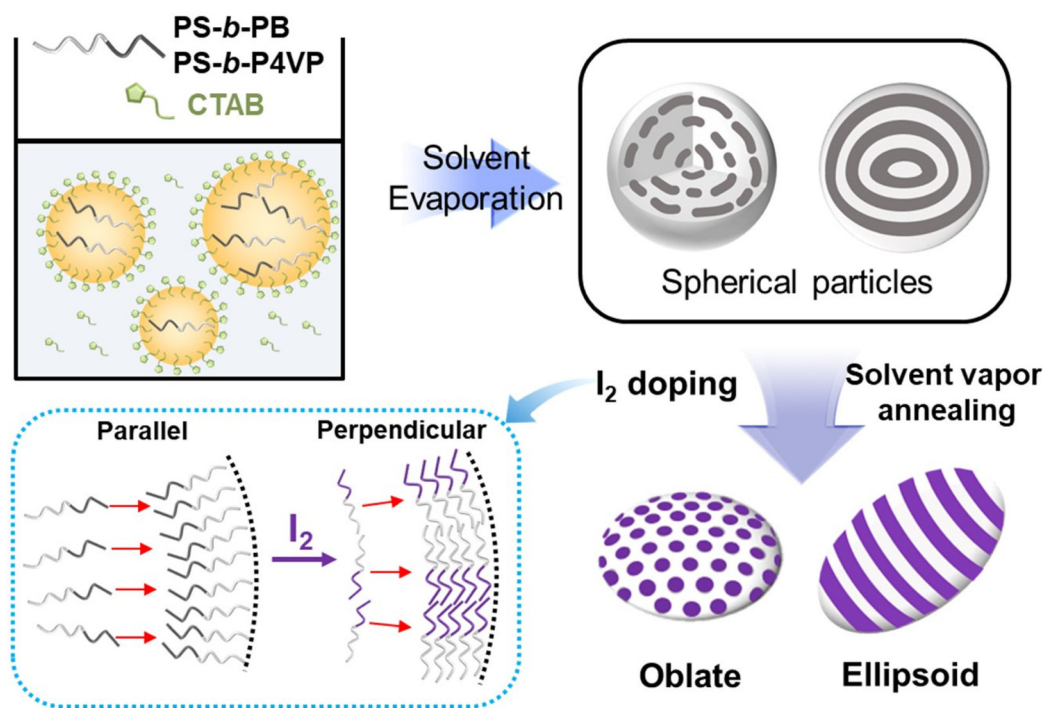 PS-b-PB
PS-b-P4VP
CTAB
Solvent
Evaporation
Spherical particles
I₂ doping
Solvent vapor
annealing
Parallel
Perpendicular
I₂
Oblate
Ellipsoid